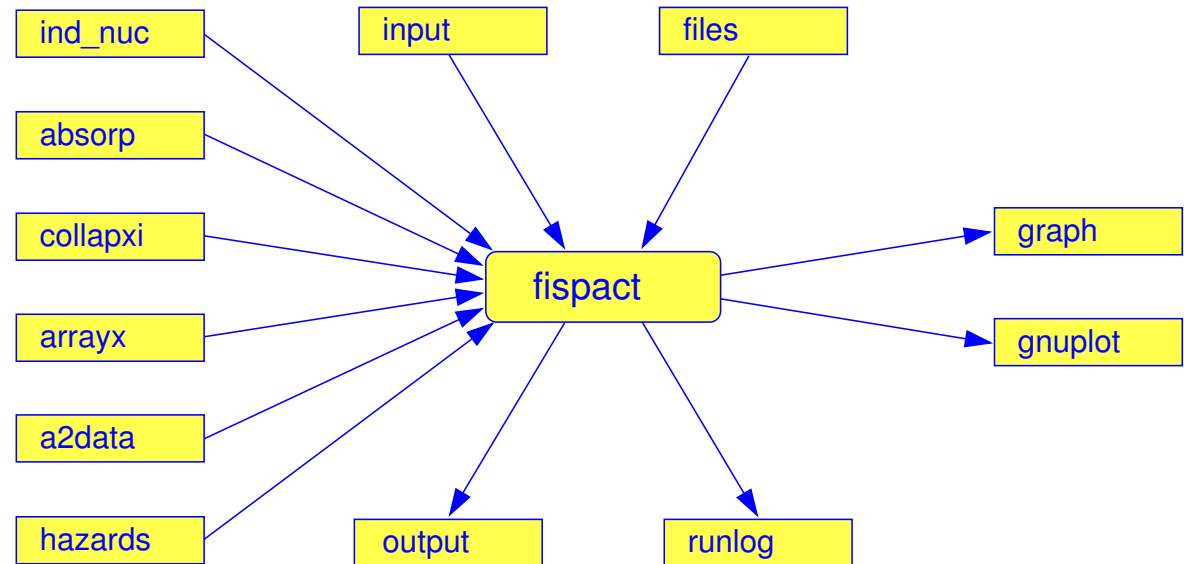 ind_nuc
input
files
absorp
collapxi
graph
fispact
arrayx
gnuplot
a2data
hazards
output
runlog